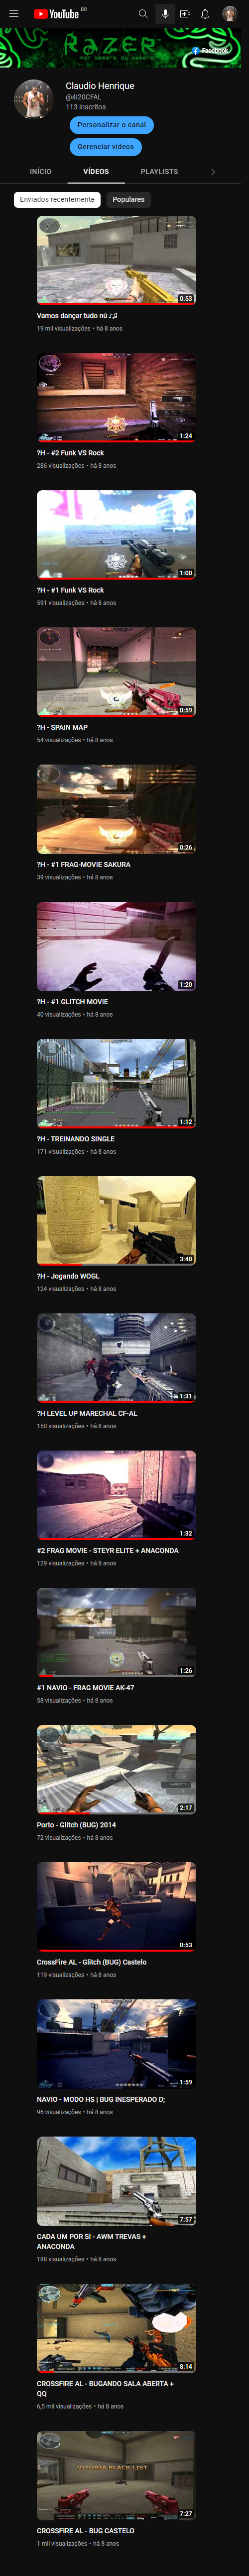 YouTube BR
RAZER
FOR GAMERS BY GAMERS
Facebook
Claudio Henrique
@4i20CFAL
113 inscritos
Personalizar o canal
Gerenciar vídeos
INÍCIO VÍDEOS PLAYLISTS
Enviados recentemente Populares
0:53
Vamos dançar tudo nú ♪♫
19 mil visualizações • há 8 anos
1:24
?H - #2 Funk VS Rock
286 visualizações • há 8 anos
1:00
?H - #1 Funk VS Rock
591 visualizações • há 8 anos
0:59
?H - SPAIN MAP
54 visualizações • há 8 anos
0:26
?H - #1 FRAG-MOVIE SAKURA
39 visualizações • há 8 anos
1:20
?H - #1 GLITCH MOVIE
40 visualizações • há 8 anos
1:12
?H - TREINANDO SINGLE
171 visualizações • há 8 anos
3:40
?H - Jogando WOGL
124 visualizações • há 8 anos
1:31
?H LEVEL UP MARECHAL CF-AL
150 visualizações • há 8 anos
1:32
#2 FRAG MOVIE - STEYR ELITE + ANACONDA
129 visualizações • há 8 anos
1:26
#1 NAVIO - FRAG MOVIE AK-47
58 visualizações • há 8 anos
2:17
Porto - Glitch (BUG) 2014
72 visualizações • há 8 anos
0:53
CrossFire AL - Glitch (BUG) Castelo
119 visualizações • há 8 anos
1:59
NAVIO - MODO HS | BUG INESPERADO D;
96 visualizações • há 8 anos
7:57
CADA UM POR SI - AWM TREVAS +
ANACONDA
188 visualizações • há 8 anos
8:14
CROSSFIRE AL - BUGANDO SALA ABERTA +
QQ
6,5 mil visualizações • há 8 anos
VITÓRIA BLACK LIST
7:27
CROSSFIRE AL - BUG CASTELO
1 mil visualizações • há 8 anos